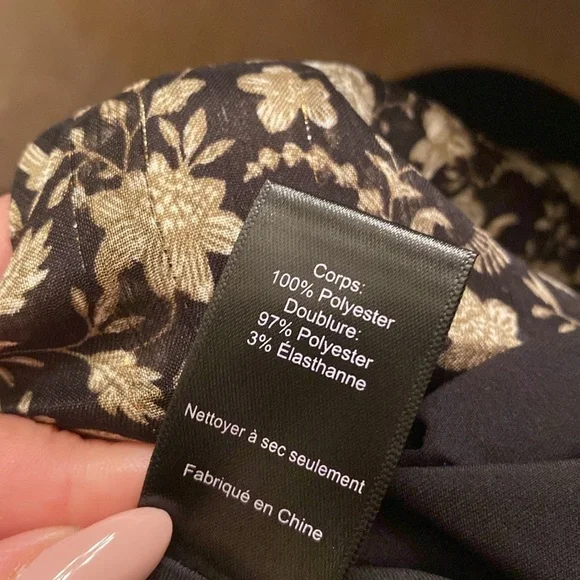 Corps:
100% Polyester
Doublure:
97% Polyester
3% Élasthanne
Nettoyer à sec seulement
Fabriqué en Chine